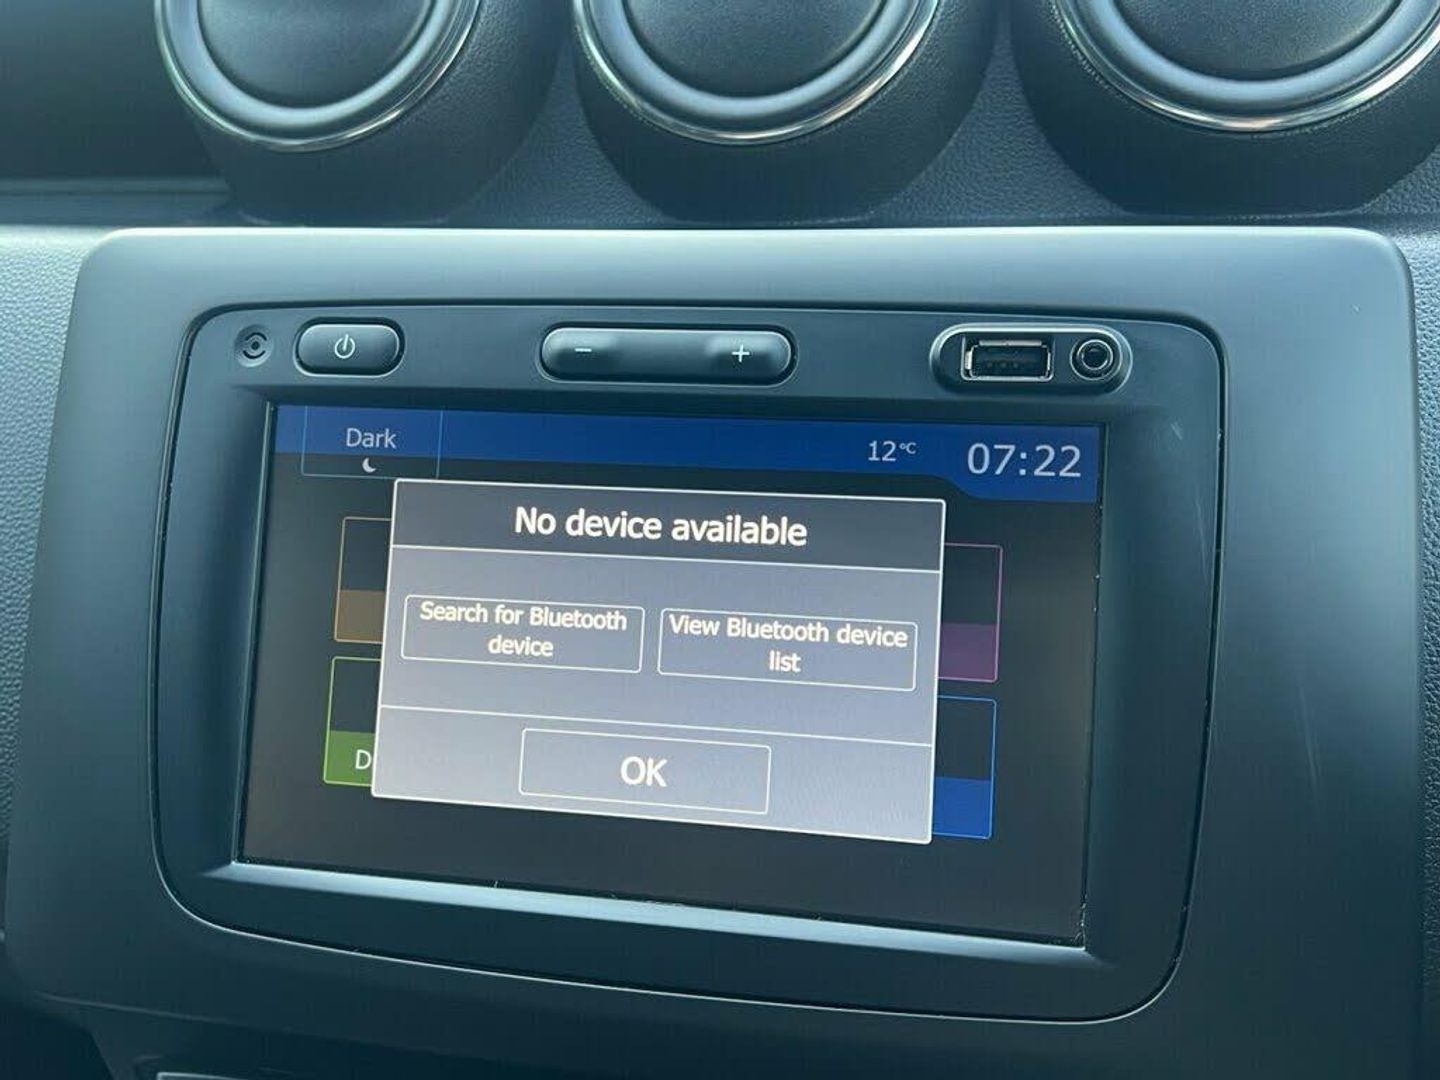 Dark
12°C
07:22
No device available
Search for Bluetooth
device
View Bluetooth device
list
D
OK